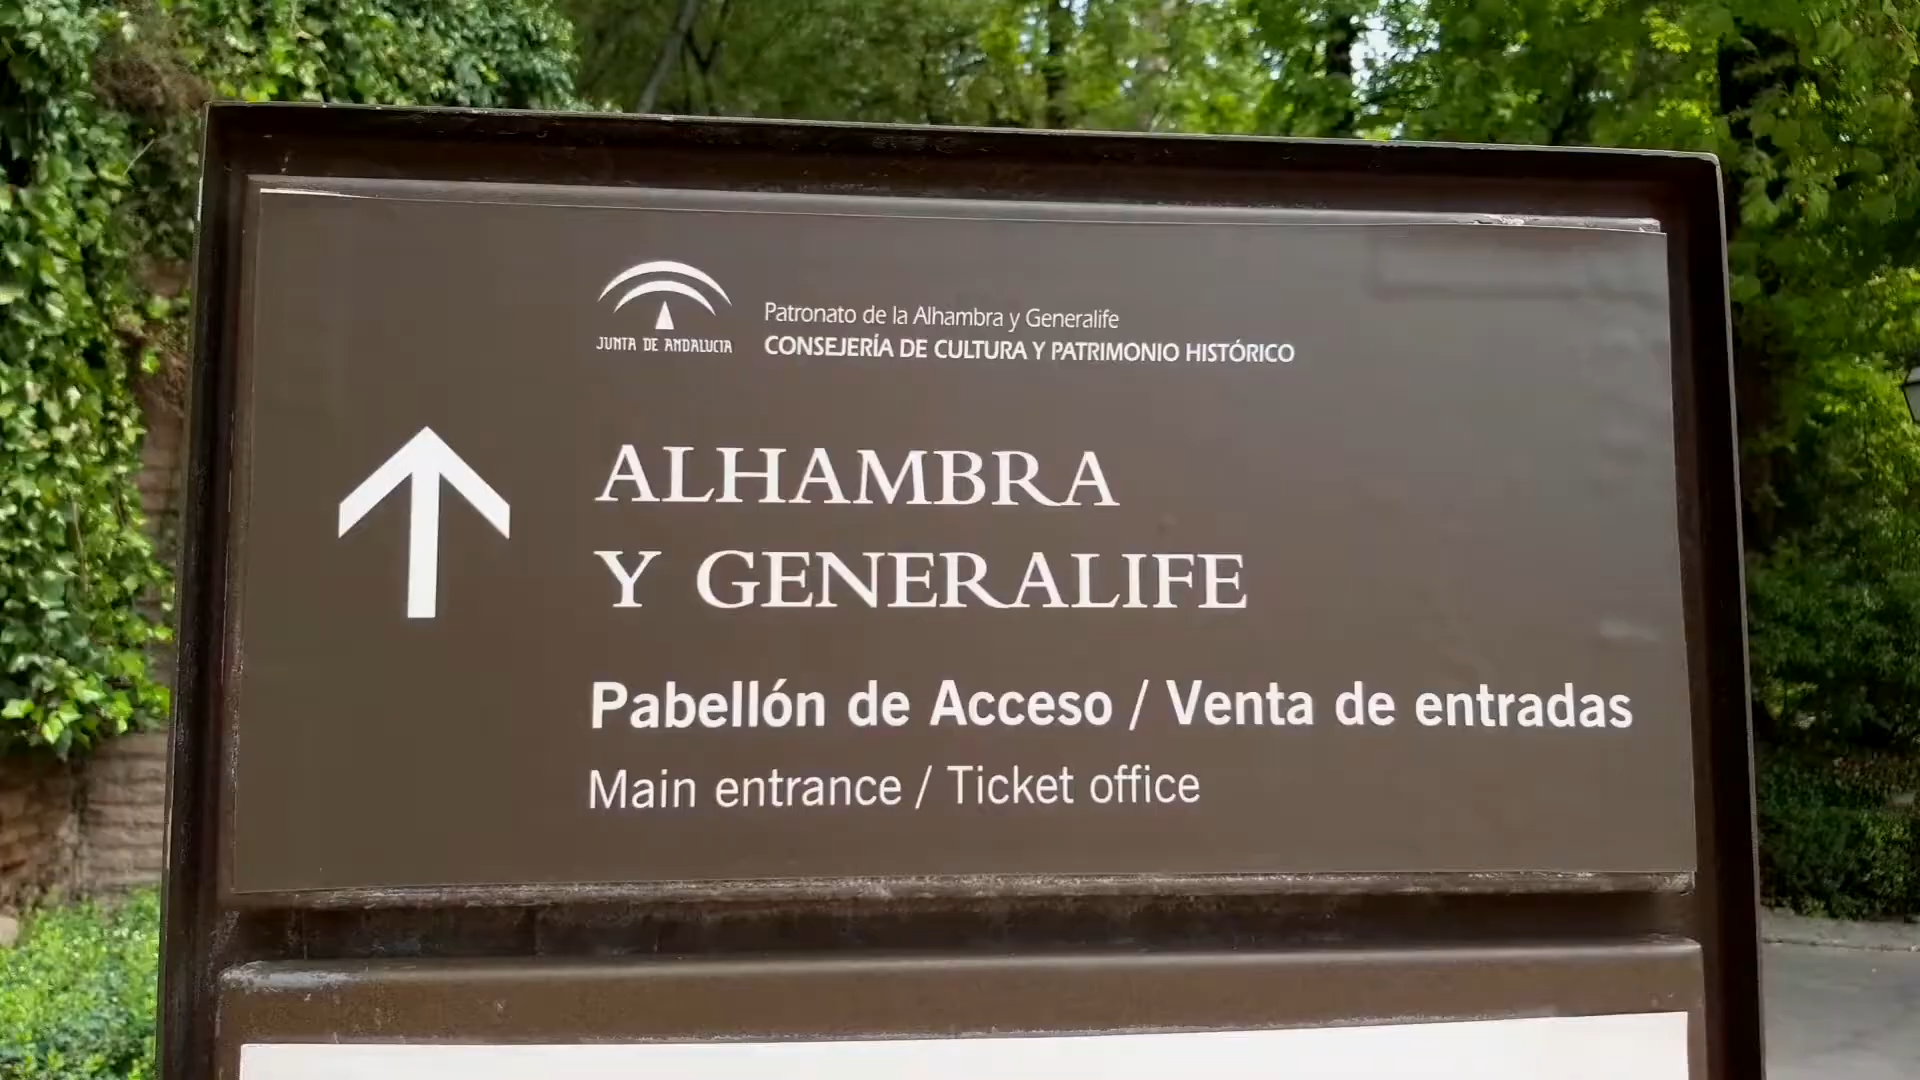 JUNTA DE ANDALUCIA
Patronato de la Alhambra y Generalife
CONSEJERÍA DE CULTURA Y PATRIMONIO HISTÓRICO
ALHAMBRA
Y GENERALIFE
Pabellón de Acceso / Venta de entradas
Main entrance / Ticket office